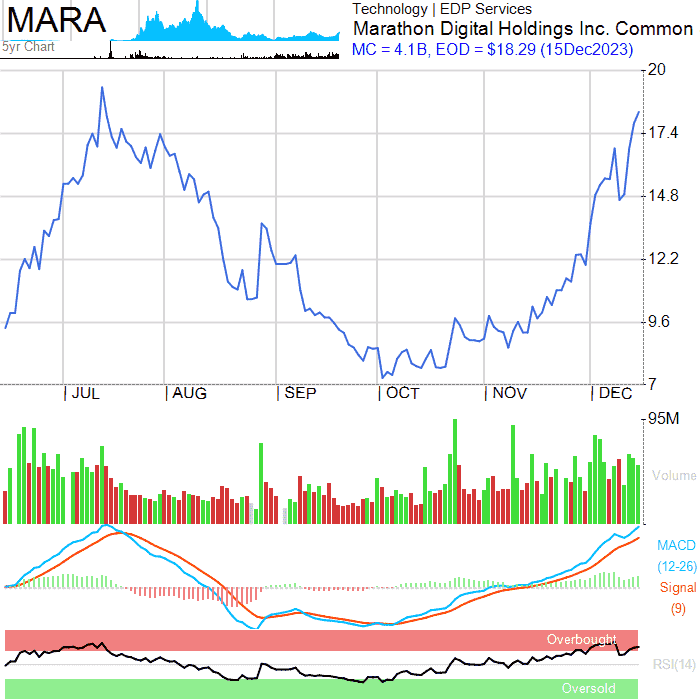 MARA
5yr Chart
Technology | EDP Services
Marathon Digital Holdings Inc. Common
MC = 4.1B, EOD = $18.29 (15Dec2023)
20
17.4
14.8
12.2
9.6
7
| JUL | AUG | SEP | OCT | NOV | DEC
95M
Volume
MACD
(12-26)
Signal
(9)
Overbought
RSI(14)
Oversold